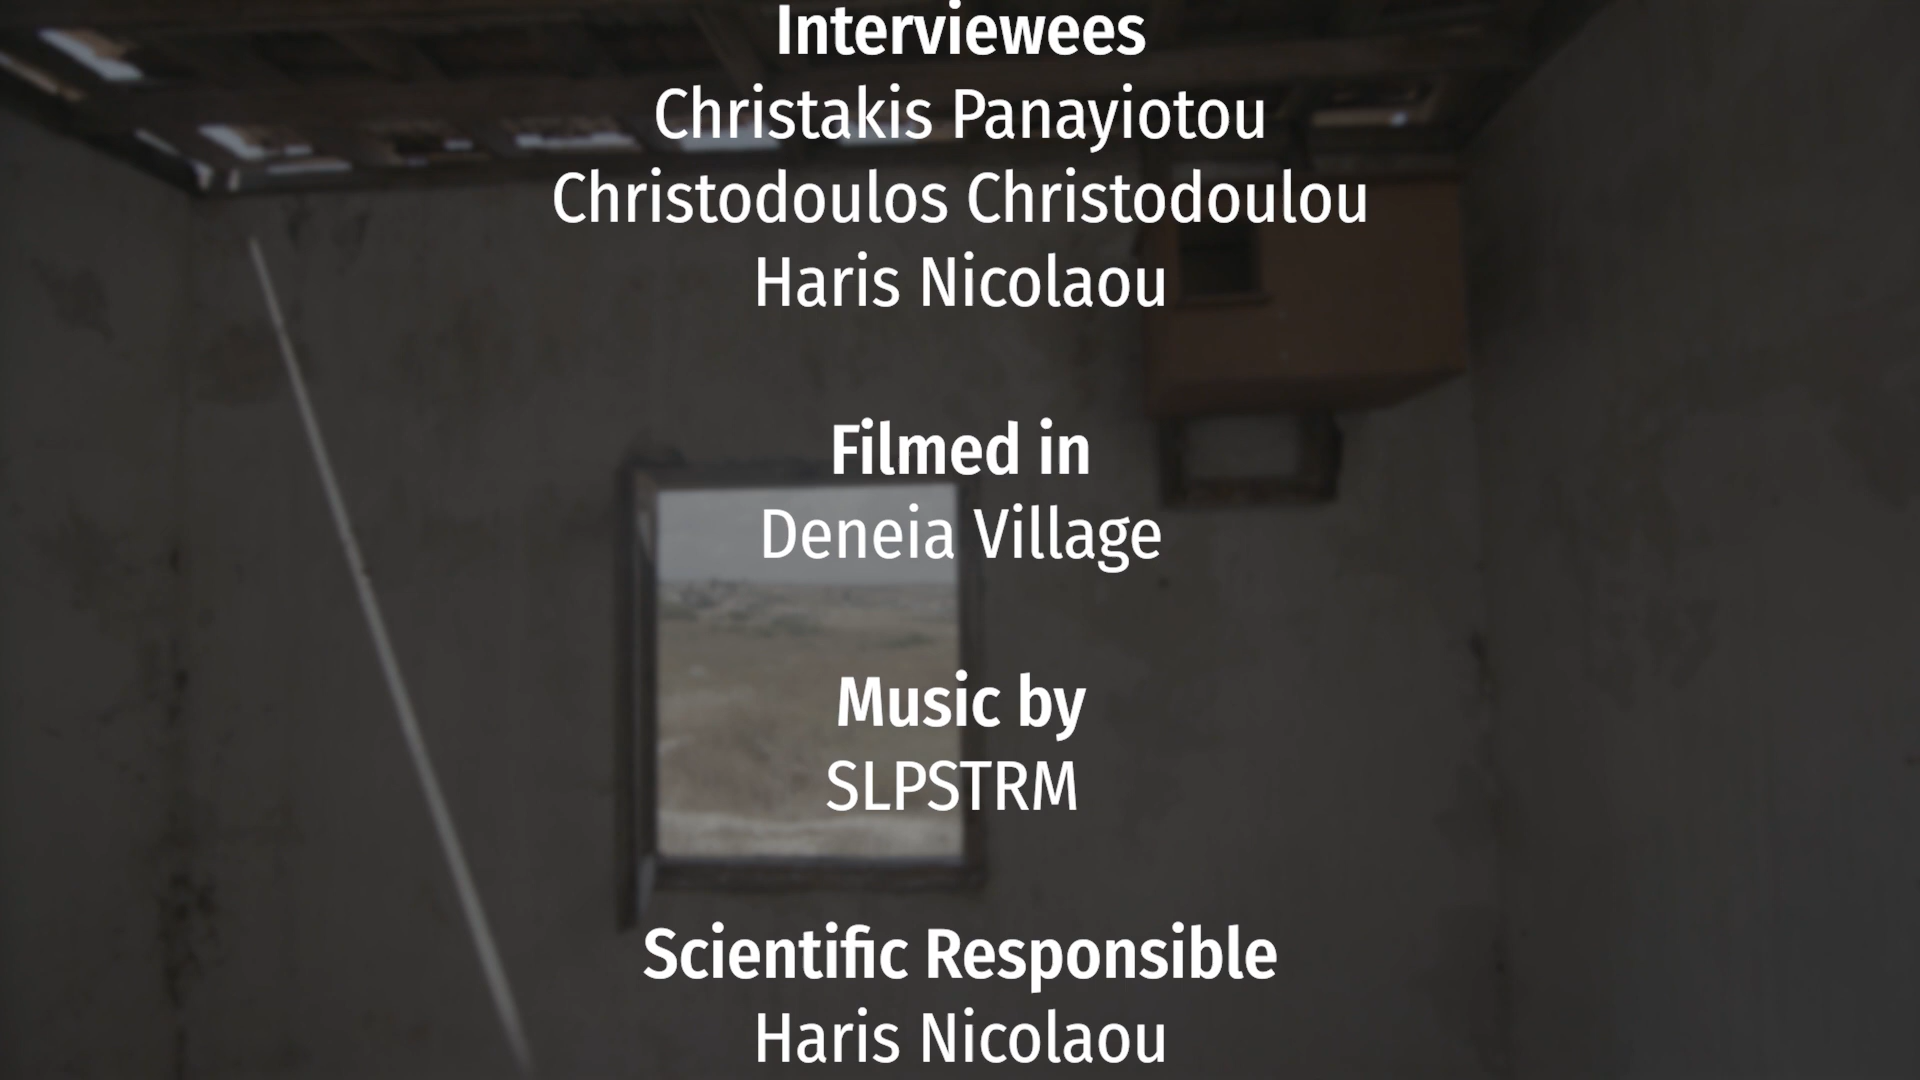 Interviewees
Christakis Panayiotou
Christodoulos Christodoulou
Haris Nicolaou
Filmed in
Deneia Village
Music by
SLPSTRM
Scientific Responsible
Haris Nicolaou